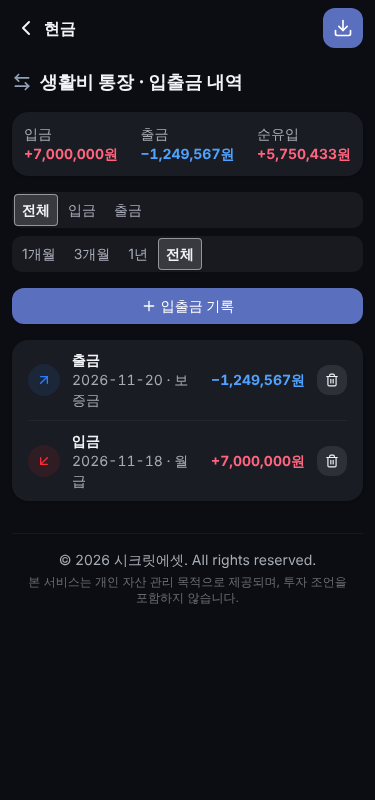 현금
생활비 통장 · 입출금 내역
입금 출금 순유입
+7,000,000원 −1,249,567원 +5,750,433원
전체 입금 출금
1개월 3개월 1년 전체
+ 입출금 기록
출금
2026-11-20 · 보
증금
−1,249,567원
입금
2026-11-18 · 월
급
+7,000,000원
© 2026 시크릿에셋. All rights reserved.
본 서비스는 개인 자산 관리 목적으로 제공되며, 투자 조언을
포함하지 않습니다.